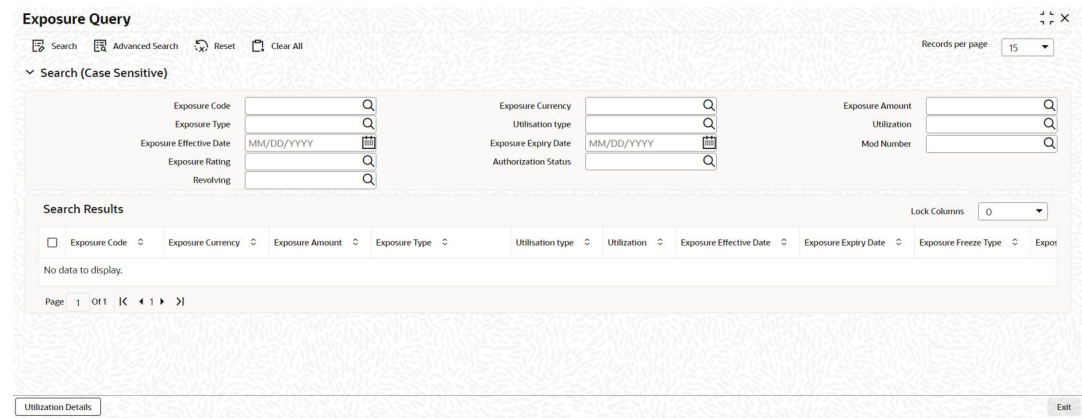 Exposure Query
Search Advanced Search Reset Clear All Records per page 15
Search (Case Sensitive)
Exposure Code Exposure Currency Exposure Amount
Exposure Type Utilisation type Utilization
Exposure Effective Date MM/DD/YYYY Exposure Expiry Date MM/DD/YYYY Mod Number
Exposure Rating Authorization Status
Revolving
Search Results Lock Columns 0
Exposure Code Exposure Currency Exposure Amount Exposure Type Utilisation type Utilization Exposure Effective Date Exposure Expiry Date Exposure Freeze Type Expos
No data to display.
Page 1 Of 1 1
Utilization Details Exit